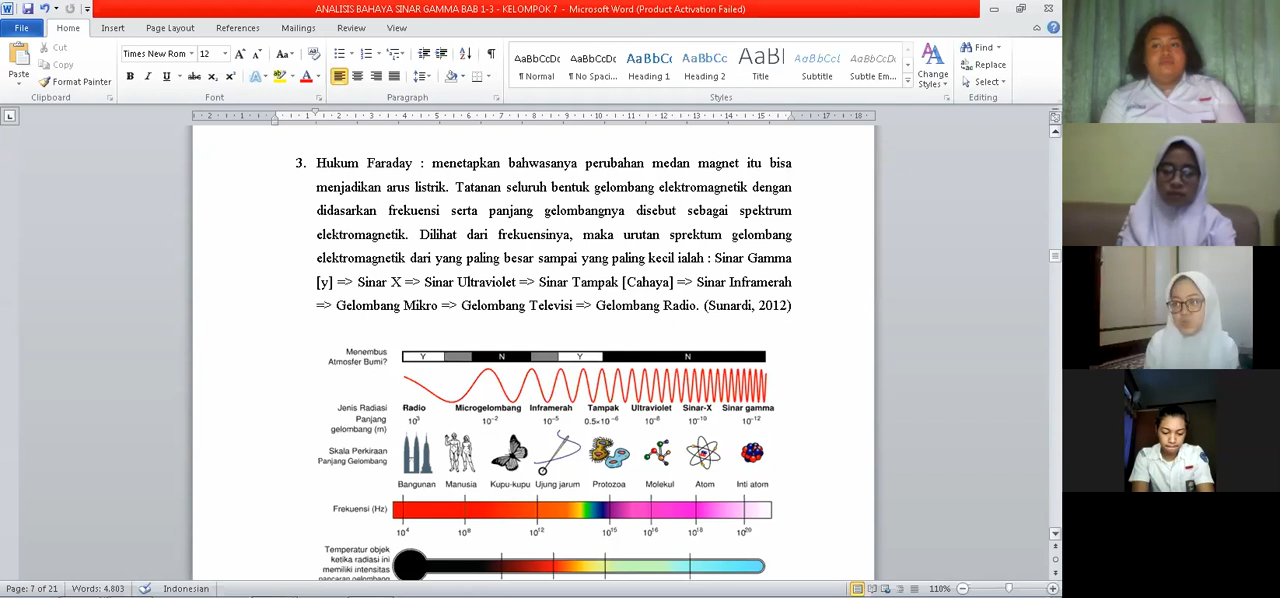 ANALISIS BAHAYA SINAR GAMMA BAB 1-3 - KELOMPOK 7 - Microsoft Word (Product Activation Failed)
File Home Insert Page Layout References Mailings Review View
Paste
Cut
Copy
Format Painter
Clipboard
Times New Rom 12
Font
Paragraph
AaBbCcDc AaBbCcDc AaBbC AaBbCc AaBl AaBbCcL AaBbCcDc
¶ Normal ¶ No Spaci... Heading 1 Heading 2 Title Subtitle Subtle Em...
Styles
Change Styles
Find
Replace
Select
Editing
3. Hukum Faraday : menetapkan bahwasanya perubahan medan magnet itu bisa
menjadikan arus listrik. Tatanan seluruh bentuk gelombang elektromagnetik dengan
didasarkan frekuensi serta panjang gelombangnya disebut sebagai spektrum
elektromagnetik. Dilihat dari frekuensinya, maka urutan sprektum gelombang
elektromagnetik dari yang paling besar sampai yang paling kecil ialah : Sinar Gamma
[y] => Sinar X => Sinar Ultraviolet => Sinar Tampak [Cahaya] => Sinar Inframerah
=> Gelombang Mikro => Gelombang Televisi => Gelombang Radio. (Sunardi, 2012)
Menembus
Atmosfer Bumi?
Y N Y N
Jenis Radiasi Radio Microgelombang Inframerah Tampak Ultraviolet Sinar-X Sinar gamma
Panjang
gelombang (m) 10³ 10⁻² 10⁻⁵ 0.5×10⁻⁶ 10⁻⁸ 10⁻¹⁰ 10⁻¹²
Skala Perkiraan
Panjang Gelombang
Bangunan Manusia Kupu-kupu Ujung jarum Protozoa Molekul Atom Inti atom
Frekuensi (Hz)
10⁴ 10⁸ 10¹² 10¹⁵ 10¹⁶ 10¹⁸ 10²⁰
Temperatur objek
ketika radiasi ini
memiliki intensitas
pancaran gelombang
Page: 7 of 21 Words: 4.803 Indonesian 110%